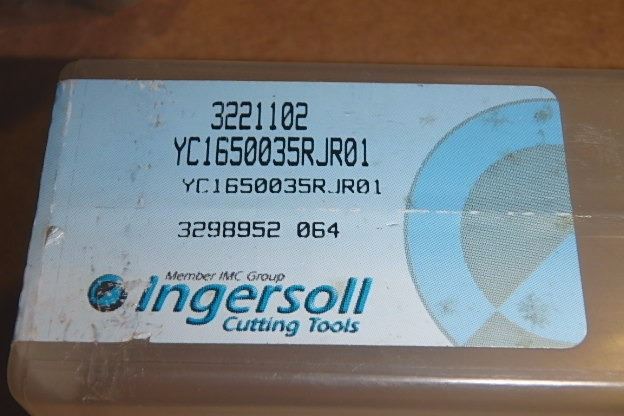 3221102
YC1650035RJR01
YC1650035RJR01
3298952 064
Member IMC Group
Ingersoll
Cutting Tools